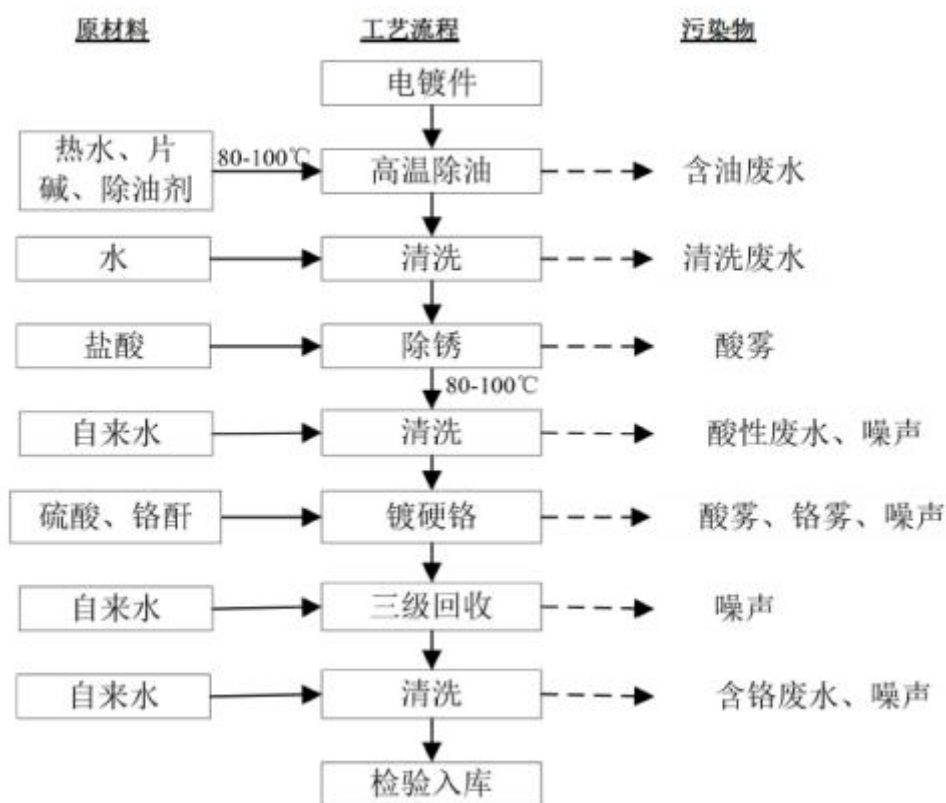 原材料 工艺流程 污染物
电镀件
热水、片
碱、除油剂
80-100℃
高温除油
含油废水
水
清洗
清洗废水
盐酸
除锈
酸雾
80-100℃
自来水
清洗
酸性废水、噪声
硫酸、铬酐
镀硬铬
酸雾、铬雾、噪声
自来水
三级回收
噪声
自来水
清洗
含铬废水、噪声
检验入库